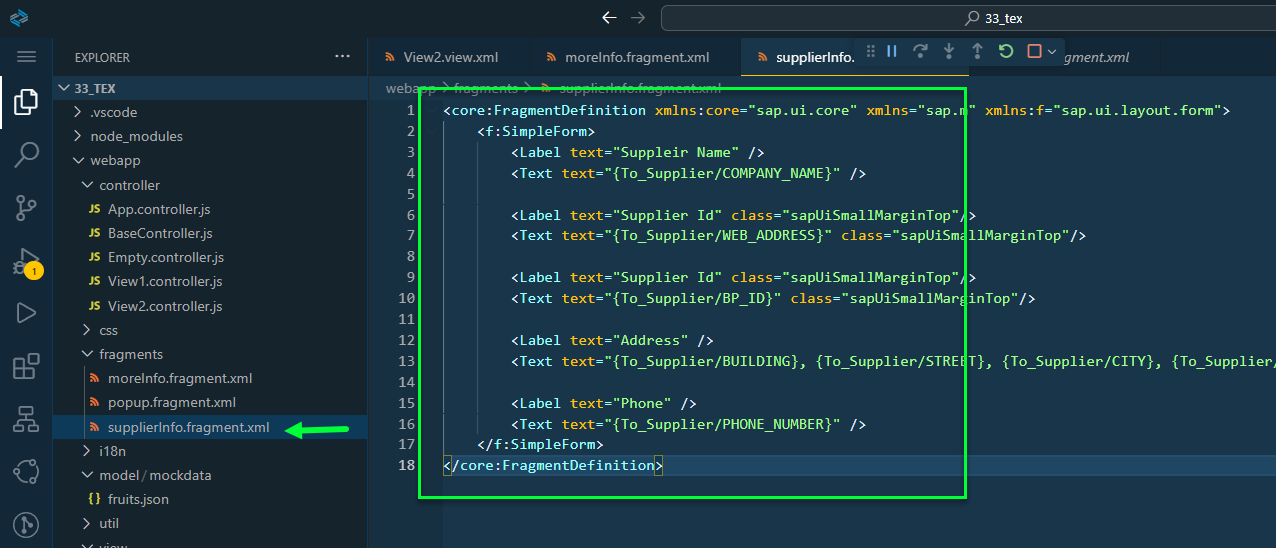 33_tex
EXPLORER
33_TEX
.vscode
node_modules
webapp
controller
JS App.controller.js
JS BaseController.js
JS Empty.controller.js
JS View1.controller.js
JS View2.controller.js
css
fragments
moreInfo.fragment.xml
popup.fragment.xml
supplierInfo.fragment.xml
i18n
model/mockdata
{} fruits.json
util
view
1
View2.view.xml
moreInfo.fragment.xml
supplierInfo.
gment.xml
webapp > fragments > supplierInfo.fragment.xml
1 <core:FragmentDefinition xmlns:core="sap.ui.core" xmlns="sap.m" xmlns:f="sap.ui.layout.form">
2 <f:SimpleForm>
3 <Label text="Suppleir Name" />
4 <Text text="{To_Supplier/COMPANY_NAME}" />
5
6 <Label text="Supplier Id" class="sapUiSmallMarginTop"/>
7 <Text text="{To_Supplier/WEB_ADDRESS}" class="sapUiSmallMarginTop"/>
8
9 <Label text="Supplier Id" class="sapUiSmallMarginTop"/>
10 <Text text="{To_Supplier/BP_ID}" class="sapUiSmallMarginTop"/>
11
12 <Label text="Address" />
13 <Text text="{To_Supplier/BUILDING}, {To_Supplier/STREET}, {To_Supplier/CITY}, {To_Supplier/
14
15 <Label text="Phone" />
16 <Text text="{To_Supplier/PHONE_NUMBER}" />
17 </f:SimpleForm>
18 </core:FragmentDefinition>